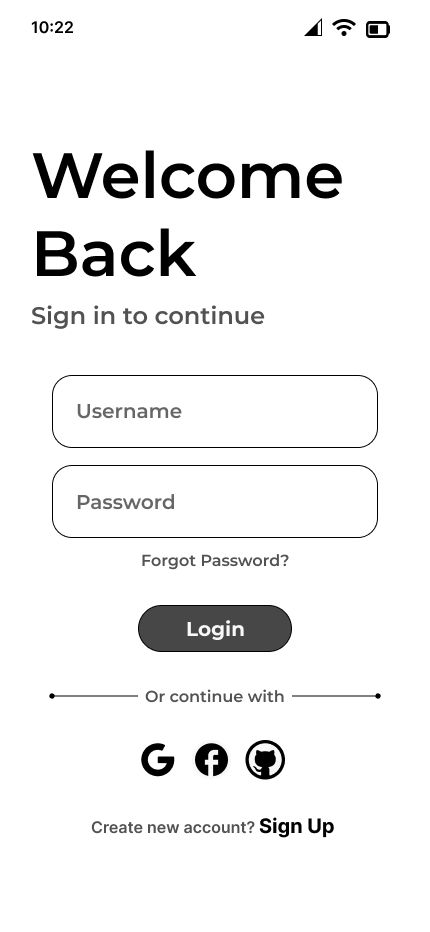 10:22
Welcome
Back
Sign in to continue
Username
Password
Forgot Password?
Login
Or continue with
Create new account? Sign Up